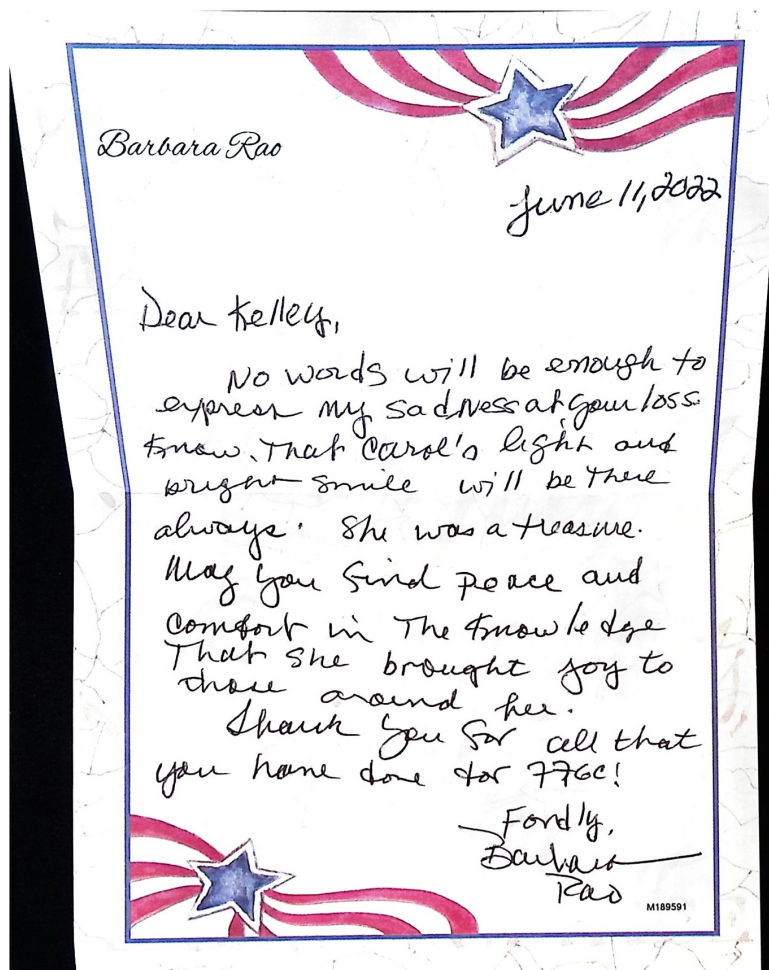 Barbara Rao
June 11, 2022
Dear Kelley,
No words will be enough to
express my sadness at your loss.
Know, that Carol's light and
bright smile will be there
always. She was a treasure.
May you find peace and
comfort in the knowledge
That she brought joy to
those around her.
Thank you for all that
you have done for
Fondly,
Barbara
Rao
M189591